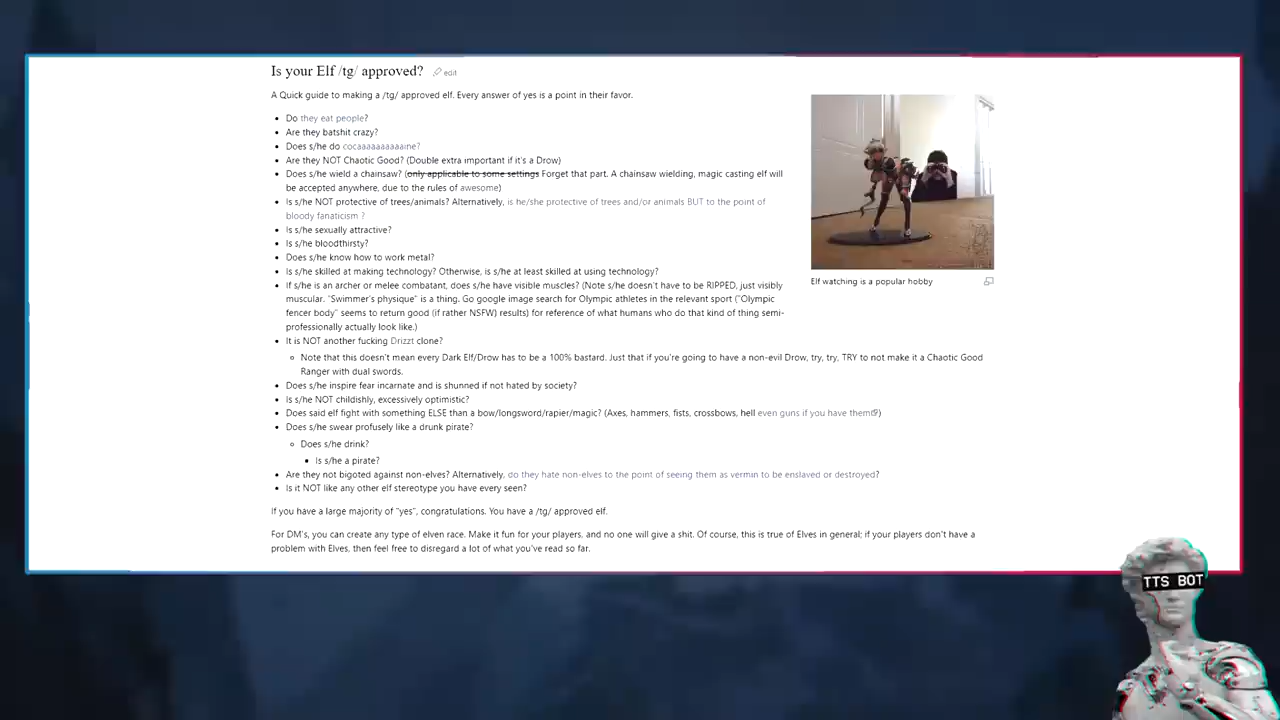 Is your Elf /tg/ approved? edit
A Quick guide to making a /tg/ approved elf. Every answer of yes is a point in their favor.
Do they eat people?
Are they batshit crazy?
Does s/he do cocaaaaaaaaaine?
Are they NOT Chaotic Good? (Double extra important if it's a Drow)
Does s/he wield a chainsaw? (only applicable to some settings Forget that part. A chainsaw wielding, magic casting elf will
be accepted anywhere, due to the rules of awesome)
Is s/he NOT protective of trees/animals? Alternatively, is he/she protective of trees and/or animals BUT to the point of
bloody fanaticism ?
Is s/he sexually attractive?
Is s/he bloodthirsty?
Does s/he know how to work metal?
Is s/he skilled at making technology? Otherwise, is s/he at least skilled at using technology?
If s/he is an archer or melee combatant, does s/he have visible muscles? (Note s/he doesn't have to be RIPPED, just visibly
muscular. "Swimmer's physique" is a thing. Go google image search for Olympic athletes in the relevant sport ("Olympic
fencer body" seems to return good (if rather NSFW) results) for reference of what humans who do that kind of thing semi-
professionally actually look like.)
It is NOT another fucking Drizzt clone?
Note that this doesn't mean every Dark Elf/Drow has to be a 100% bastard. Just that if you're going to have a non-evil Drow, try, try, TRY to not make it a Chaotic Good
Ranger with dual swords.
Does s/he inspire fear incarnate and is shunned if not hated by society?
Is s/he NOT childishly, excessively optimistic?
Does said elf fight with something ELSE than a bow/longsword/rapier/magic? (Axes, hammers, fists, crossbows, hell even guns if you have them)
Does s/he swear profusely like a drunk pirate?
Does s/he drink?
Is s/he a pirate?
Are they not bigoted against non-elves? Alternatively, do they hate non-elves to the point of seeing them as vermin to be enslaved or destroyed?
Is it NOT like any other elf stereotype you have every seen?
If you have a large majority of "yes", congratulations. You have a /tg/ approved elf.
For DM's, you can create any type of elven race. Make it fun for your players, and no one will give a shit. Of course, this is true of Elves in general; if your players don't have a
problem with Elves, then feel free to disregard a lot of what you've read so far.
Elf watching is a popular hobby
TTS BOT